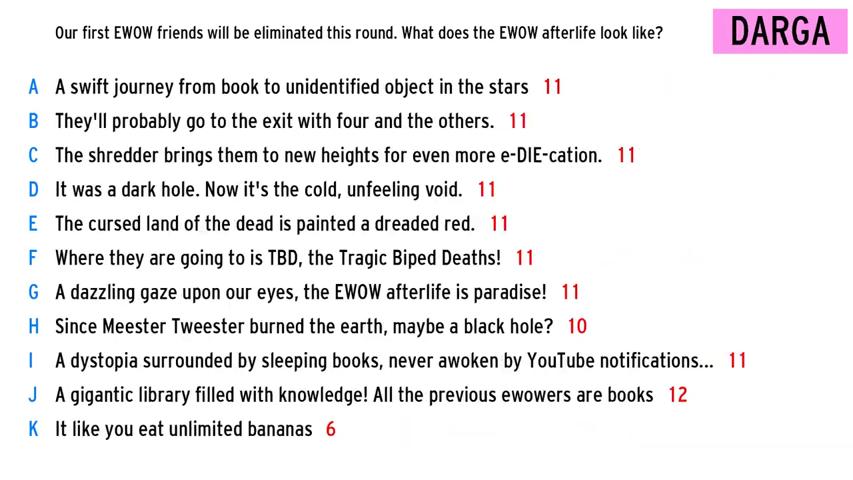 Our first EWOW friends will be eliminated this round. What does the EWOW afterlife look like?
DARGA
A A swift journey from book to unidentified object in the stars 11
B They'll probably go to the exit with four and the others. 11
C The shredder brings them to new heights for even more e-DIE-cation. 11
D It was a dark hole. Now it's the cold, unfeeling void. 11
E The cursed land of the dead is painted a dreaded red. 11
F Where they are going to is TBD, the Tragic Biped Deaths! 11
G A dazzling gaze upon our eyes, the EWOW afterlife is paradise! 11
H Since Meester Tweester burned the earth, maybe a black hole? 10
I A dystopia surrounded by sleeping books, never awoken by YouTube notifications... 11
J A gigantic library filled with knowledge! All the previous ewowers are books 12
K It like you eat unlimited bananas 6